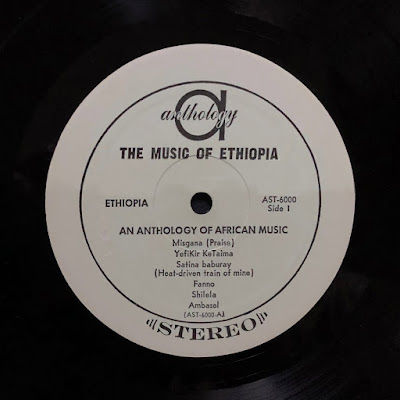 a
anthology
THE MUSIC OF ETHIOPIA
ETHIOPIA
AST-6000
Side 1
AN ANTHOLOGY OF AFRICAN MUSIC
Misgana (Praise)
YefiKir KeTaima
Satina baburay
(Heat-driven train of mine)
Fanno
Shilela
Ambasel
(AST-6000-A)
STEREO